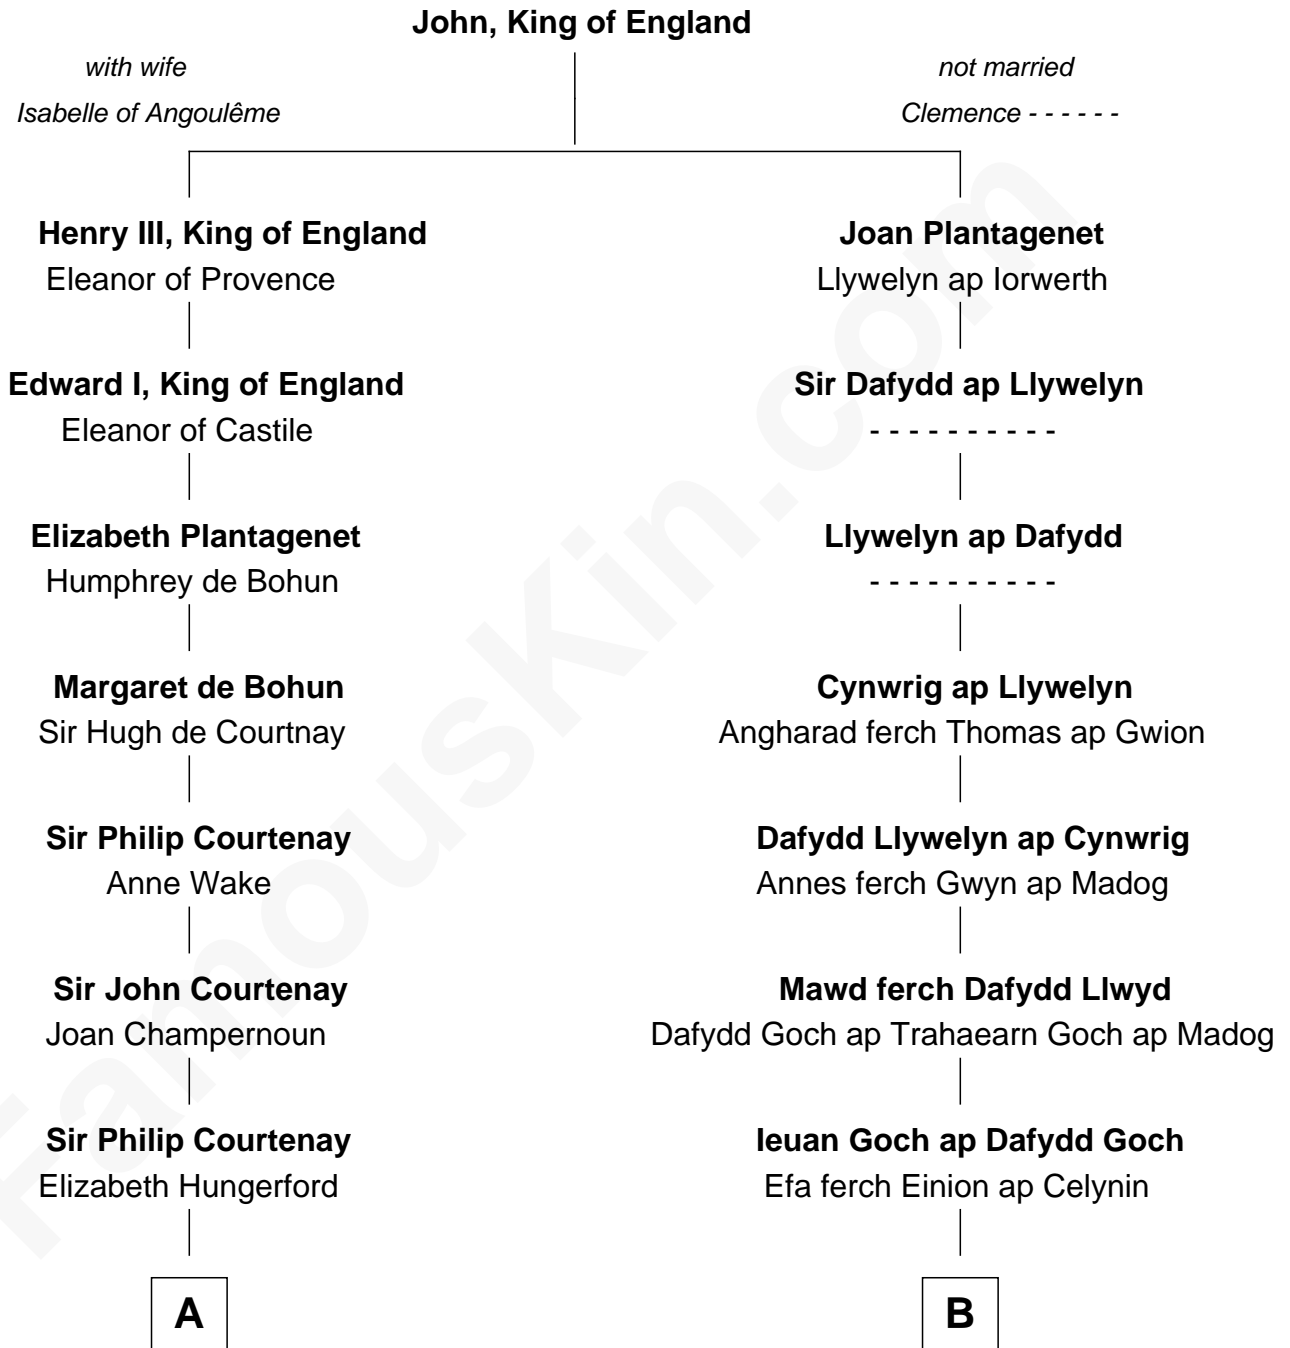 John, King of England
with wife
Isabelle of Angoulême
not married
Clemence - - - - - -
Henry III, King of England
Eleanor of Provence
Joan Plantagenet
Llywelyn ap Iorwerth
Edward I, King of England
Eleanor of Castile
Sir Dafydd ap Llywelyn
- - - - - - - - - -
Elizabeth Plantagenet
Humphrey de Bohun
Llywelyn ap Dafydd
- - - - - - - - - -
Margaret de Bohun
Sir Hugh de Courtnay
Cynwrig ap Llywelyn
Angharad ferch Thomas ap Gwion
Sir Philip Courtenay
Anne Wake
Dafydd Llywelyn ap Cynwrig
Annes ferch Gwyn ap Madog
Sir John Courtenay
Joan Champernoun
Mawd ferch Dafydd Llwyd
Dafydd Goch ap Trahaearn Goch ap Madog
Sir Philip Courtenay
Elizabeth Hungerford
Ieuan Goch ap Dafydd Goch
Efa ferch Einion ap Celynin
A
B
FamousKin.com